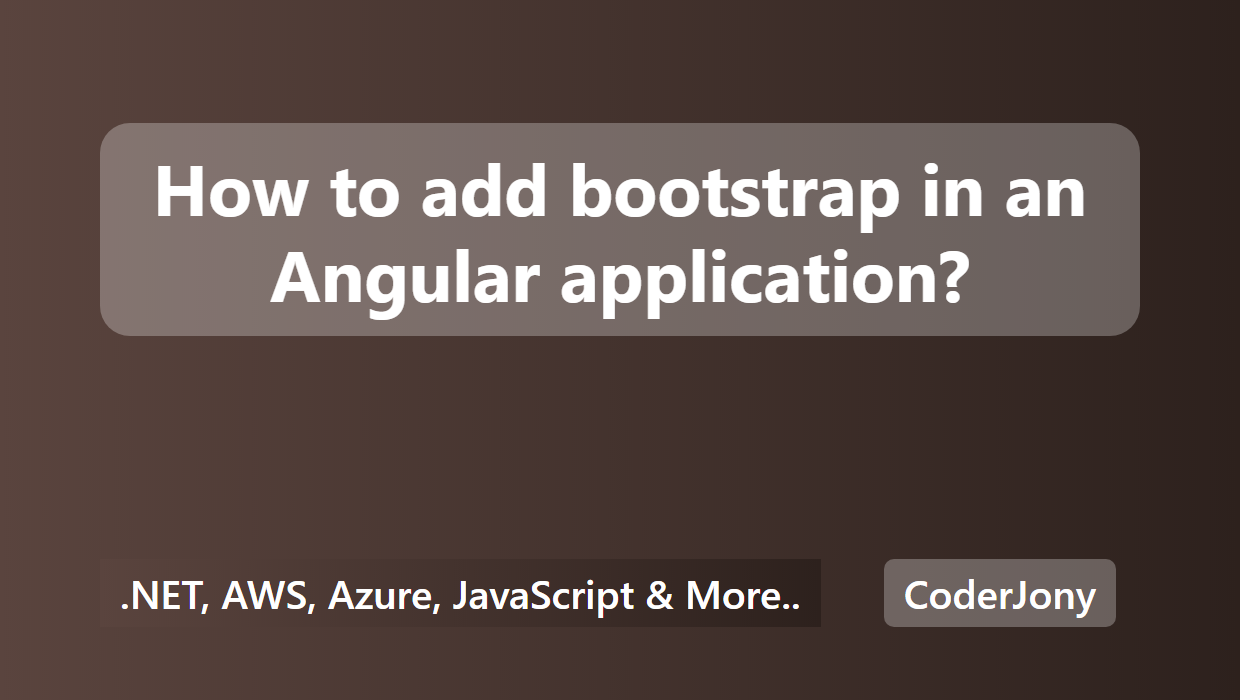 How to add bootstrap in an
Angular application?
.NET, AWS, Azure, JavaScript & More..
CoderJony